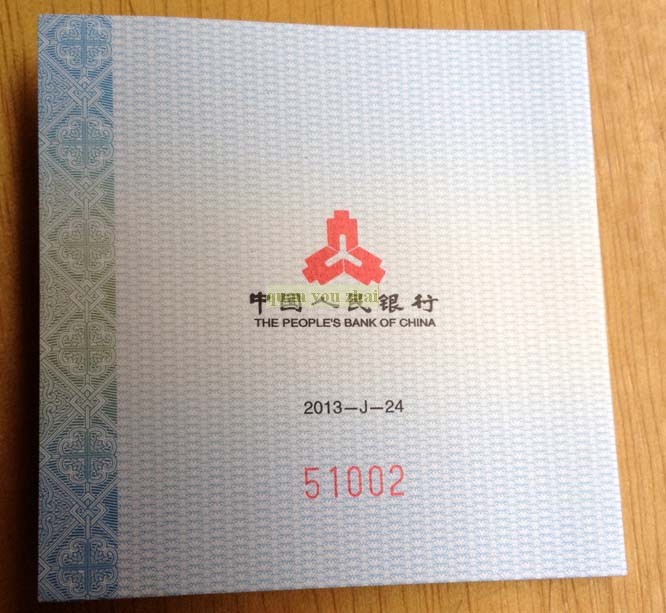 中国人民银行
quan you zhai
THE PEOPLE'S BANK OF CHINA
2013—J—24
51002